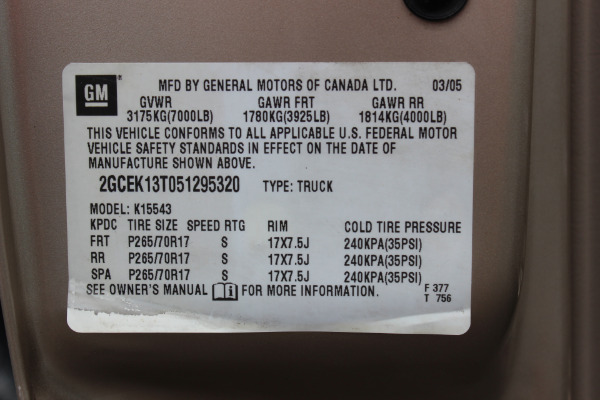 GM MFD BY GENERAL MOTORS OF CANADA LTD. 03/05
GVWR GAWR FRT GAWR RR
3175KG(7000LB) 1780KG(3925LB) 1814KG(4000LB)
THIS VEHICLE CONFORMS TO ALL APPLICABLE U.S. FEDERAL MOTOR
VEHICLE SAFETY STANDARDS IN EFFECT ON THE DATE OF
MANUFACTURE SHOWN ABOVE.
2GCEK13T051295320 TYPE: TRUCK
MODEL: K15543
KPDC TIRE SIZE SPEED RTG RIM COLD TIRE PRESSURE
FRT P265/70R17 S 17X7.5J 240KPA(35PSI)
RR P265/70R17 S 17X7.5J 240KPA(35PSI)
SPA P265/70R17 S 17X7.5J 240KPA(35PSI)
SEE OWNER'S MANUAL FOR MORE INFORMATION. F 377
T 756